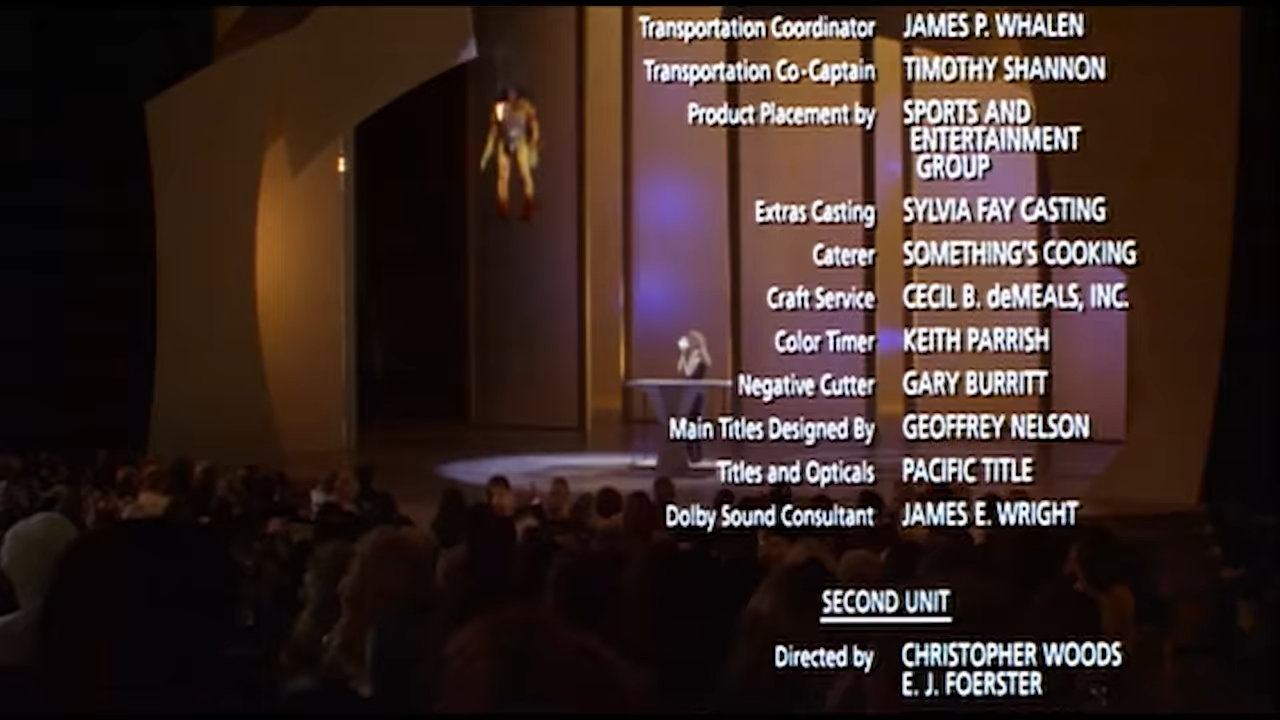 Transportation Coordinator JAMES P. WHALEN
Transportation Co-Captain TIMOTHY SHANNON
Product Placement by SPORTS AND
ENTERTAINMENT
GROUP
Extras Casting SYLVIA FAY CASTING
Caterer SOMETHING'S COOKING
Craft Service CECIL B. deMEALS, INC.
Color Timer KEITH PARRISH
Negative Cutter GARY BURRITT
Main Titles Designed By GEOFFREY NELSON
Titles and Opticals PACIFIC TITLE
Dolby Sound Consultant JAMES E. WRIGHT
SECOND UNIT
Directed by CHRISTOPHER WOODS
E. J. FOERSTER